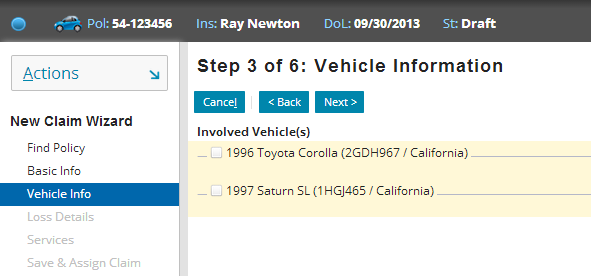 Pol: 54-123456 Ins: Ray Newton DoL: 09/30/2013 St: Draft
Actions
New Claim Wizard
Find Policy
Basic Info
Vehicle Info
Loss Details
Services
Save & Assign Claim
Step 3 of 6: Vehicle Information
Cancel < Back Next >
Involved Vehicle(s)
1996 Toyota Corolla (2GDH967 / California)
1997 Saturn SL (1HGJ465 / California)